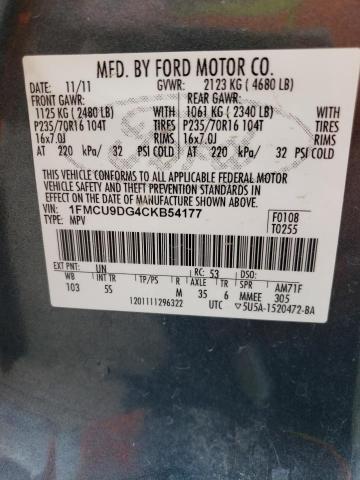 MFD. BY FORD MOTOR CO.
DATE: 11/11 GVWR: 2123 KG ( 4680 LB)
FRONT GAWR: REAR GAWR:
1125 KG ( 2480 LB) WITH 1061 KG ( 2340 LB) WITH
P235/70R16 104T TIRES P235/70R16 104T TIRES
16x7.0J RIMS 16x7.0J RIMS
AT 220 kPa/ 32 PSI COLD AT 220 kPa/ 32 PSI COLD
THIS VEHICLE CONFORMS TO ALL APPLICABLE FEDERAL MOTOR
VEHICLE SAFETY AND THEFT PREVENTION STANDARDS IN
EFFECT ON THE DATE OF MANUFACTURE SHOWN ABOVE.
VIN: 1FMCU9DG4CKB54177 F0108
TYPE: MPV T0255
EXT PNT: UN RC: 53 DSO:
WB INT TR TP/PS R AXLE TR SPR AM71F
103 55 M 35 6 MMEE 305
1201111296322 UTC 5U5A-1520472-BA